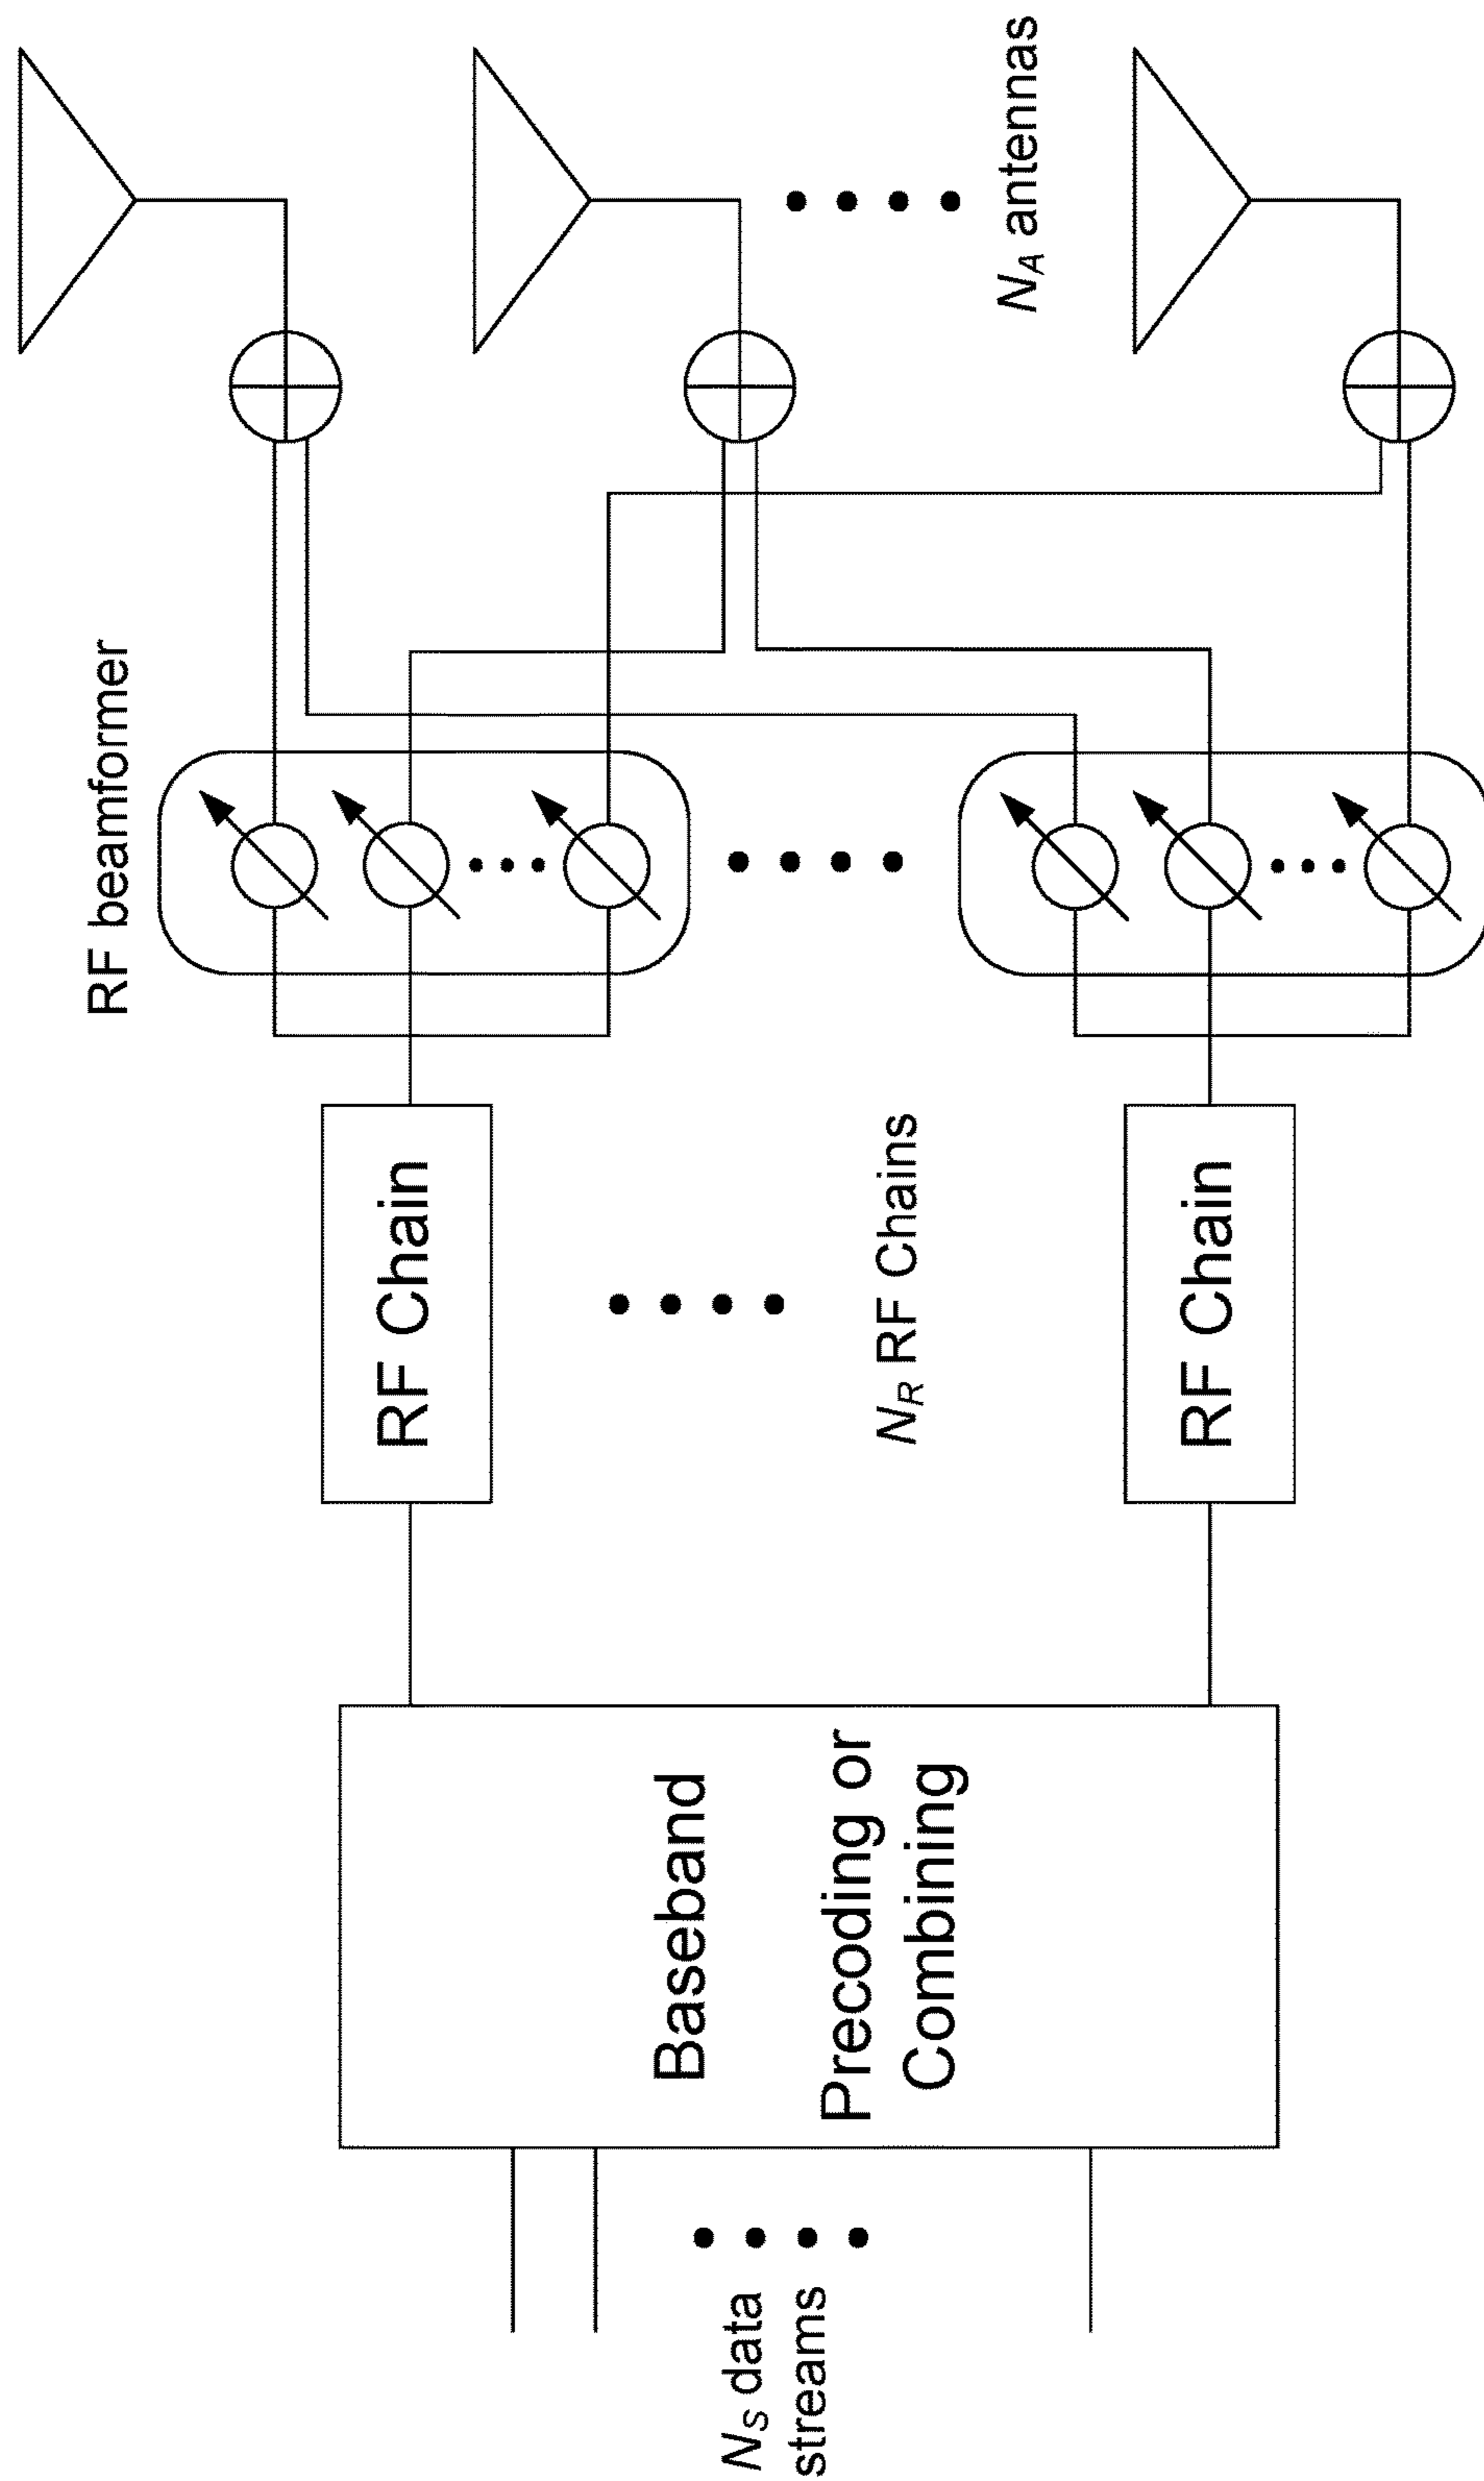 N_S data
streams
Baseband
Precoding or
Combining
RF Chain
N_R RF Chains
RF Chain
RF beamformer
N_A antennas